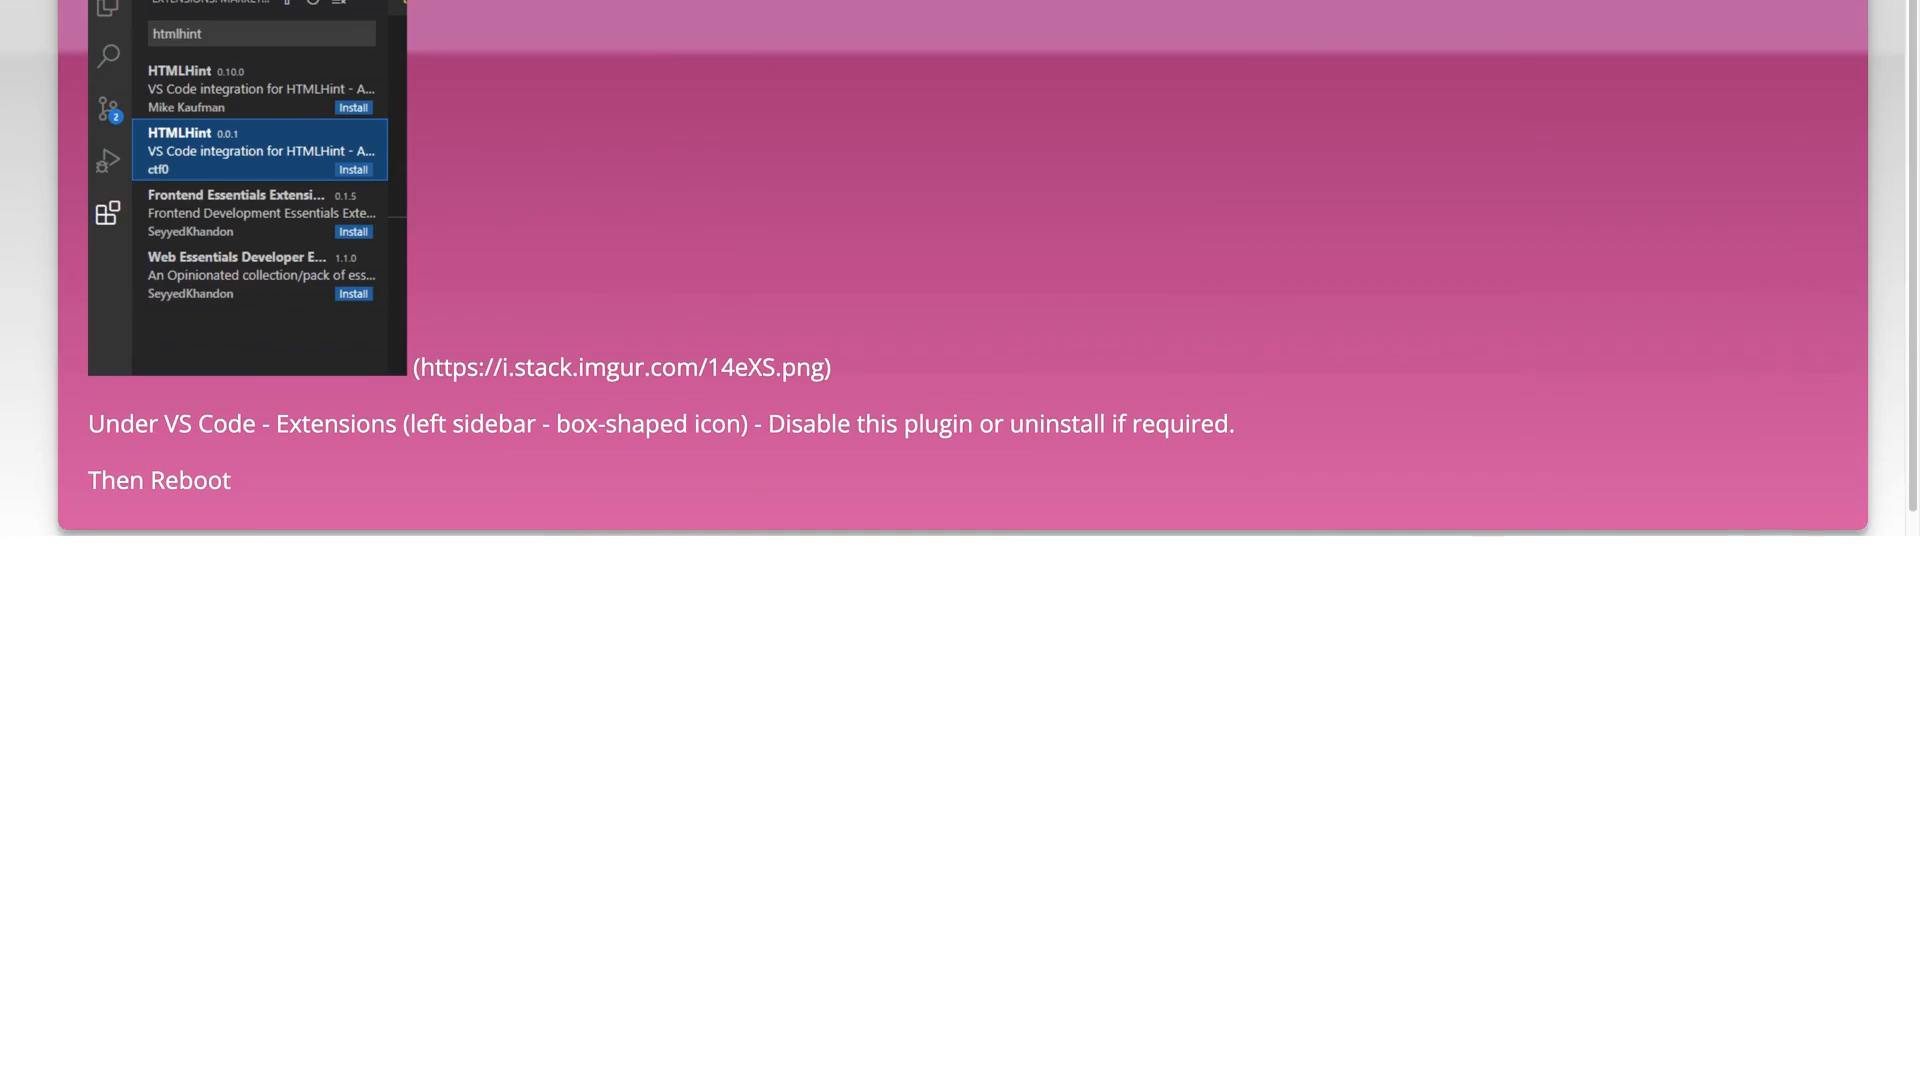 htmlhint
HTMLHint 0.10.0
VS Code integration for HTMLHint - A...
Mike Kaufman Install
HTMLHint 0.0.1
VS Code integration for HTMLHint - A...
ctf0 Install
Frontend Essentials Extensi... 0.1.5
Frontend Development Essentials Exte...
SeyyedKhandon Install
Web Essentials Developer E... 1.1.0
An Opinionated collection/pack of ess...
SeyyedKhandon Install
2
(https://i.stack.imgur.com/14eXS.png)
Under VS Code - Extensions (left sidebar - box-shaped icon) - Disable this plugin or uninstall if required.
Then Reboot